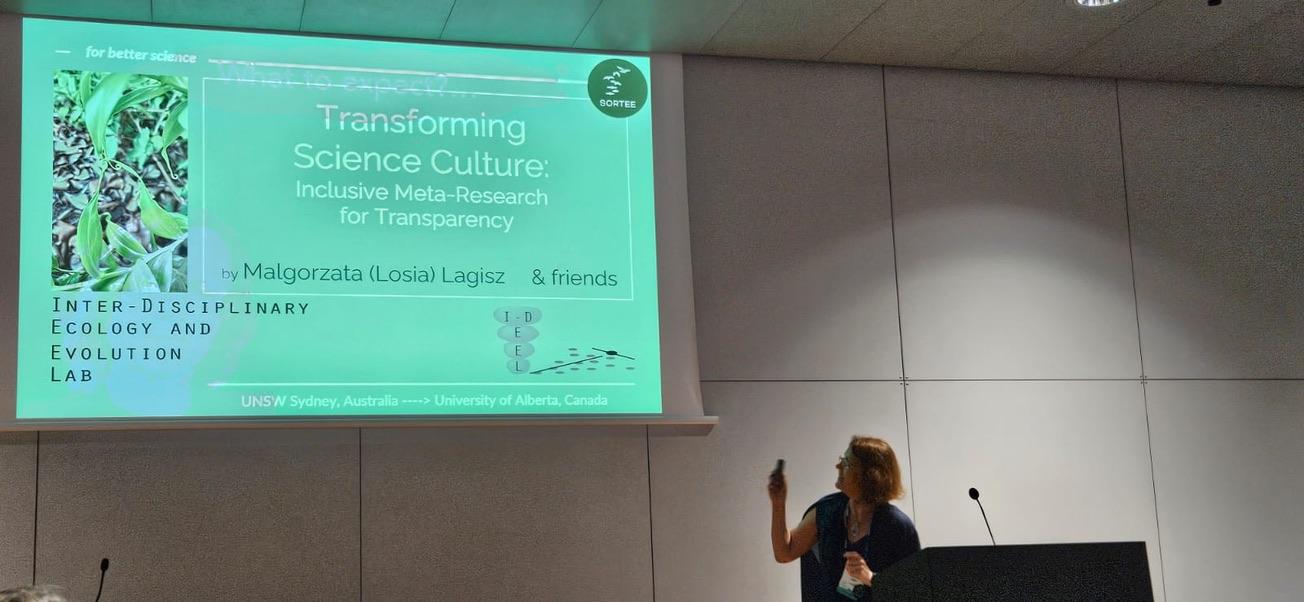 — for better science
What to expect?...
SORTEE
Transforming
Science Culture:
Inclusive Meta-Research
for Transparency
by Malgorzata (Losia) Lagisz & friends
INTER-DISCIPLINARY
ECOLOGY AND
EVOLUTION
LAB
I-D
E
E
L
UNSW Sydney, Australia ----> University of Alberta, Canada